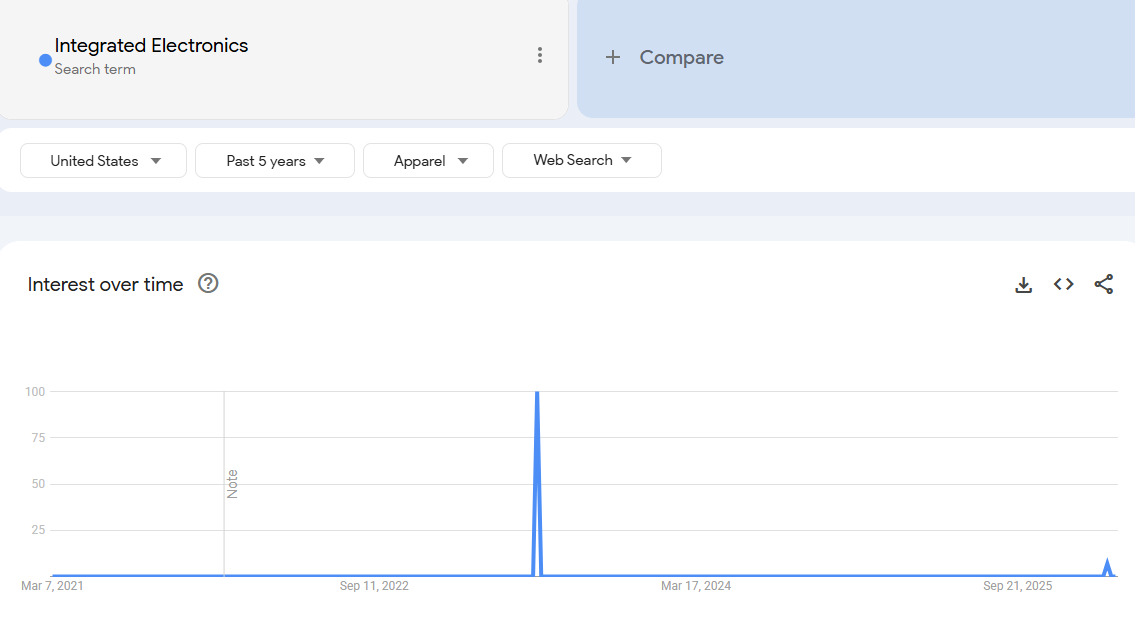 Integrated Electronics
Search term
+ Compare
United States
Past 5 years
Apparel
Web Search
Interest over time
100
75
50
25
Note
Mar 7, 2021
Sep 11, 2022
Mar 17, 2024
Sep 21, 2025